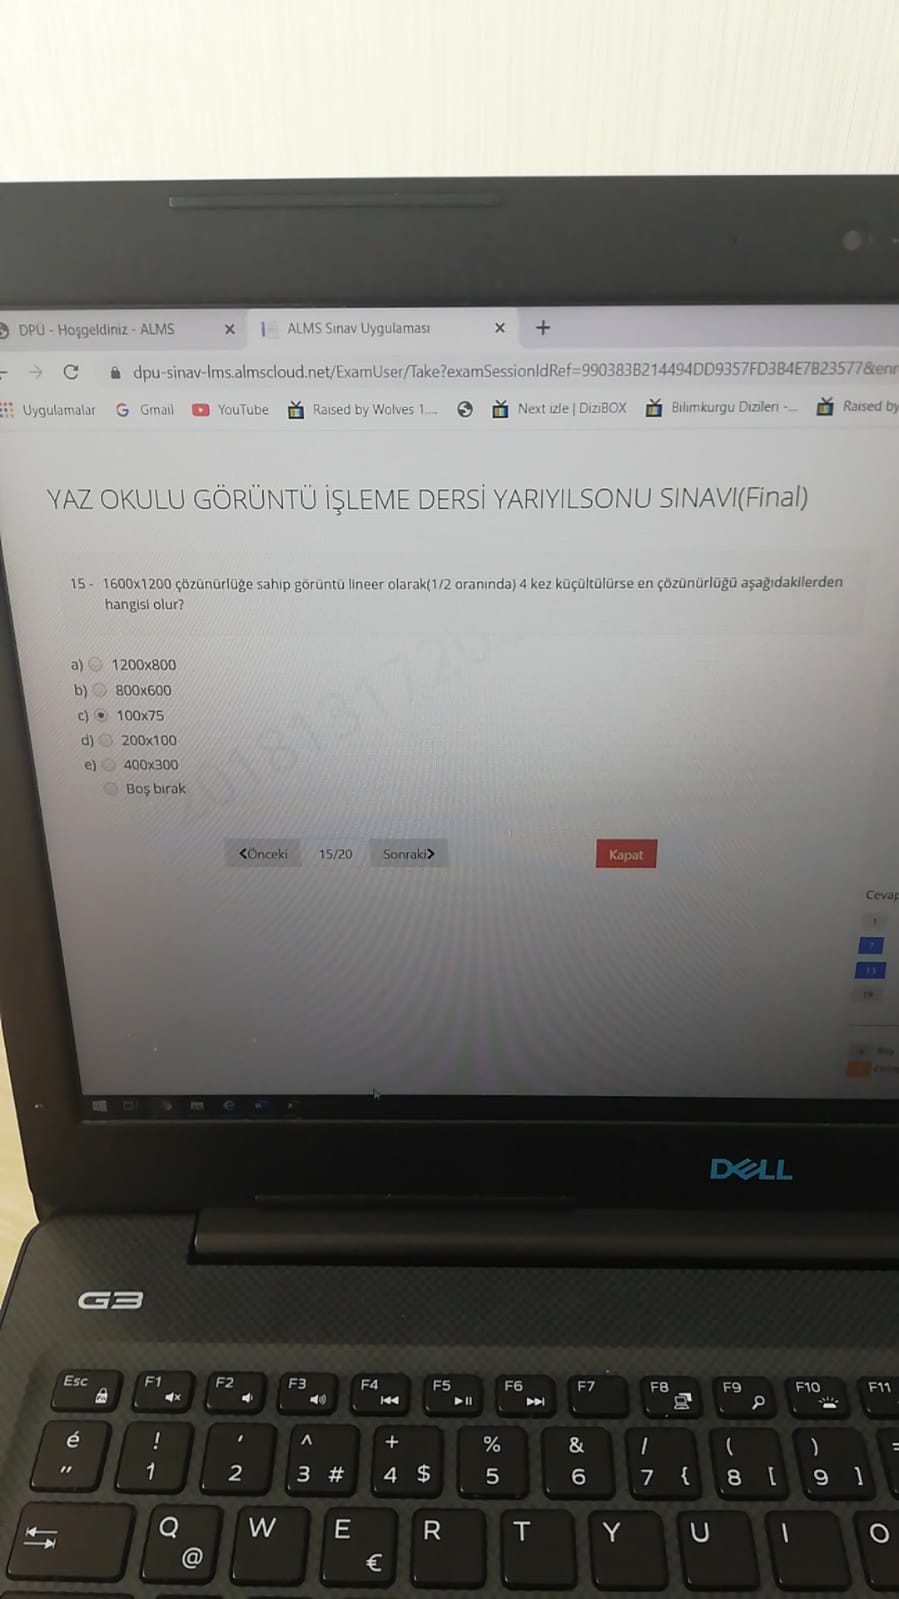 DPU - Hoşgeldiniz - ALMS
ALMS Sınav Uygulaması
dpu-sinav-lms.almscloud.net/ExamUser/Take?examSessionIdRef=990383B214494DD9357FD3B4E7B23577&enr
Uygulamalar Gmail YouTube Raised by Wolves 1.... Next izle | DiziBOX Bilimkurgu Dizileri -... Raised by
YAZ OKULU GÖRÜNTÜ İŞLEME DERSİ YARIYILSONU SINAVI(Final)
15 - 1600x1200 çözünürlüğe sahip görüntü lineer olarak(1/2 oranında) 4 kez küçültülürse en çözünürlüğü aşağıdakilerden
hangisi olur?
a) 1200x800
b) 800x600
c) 100x75
d) 200x100
e) 400x300
Boş bırak
Önceki 15/20 Sonraki Kapat
Cevap
1
7
13
19
DELL
G3
Esc F1 F2 F3 F4 F5 F6 F7 F8 F9 F10 F11
é ! ' ^ + % & / ( ) =
" 1 2 3 # 4 $ 5 6 7 { 8 [ 9 ]
Q W E R T Y U I O
@ €